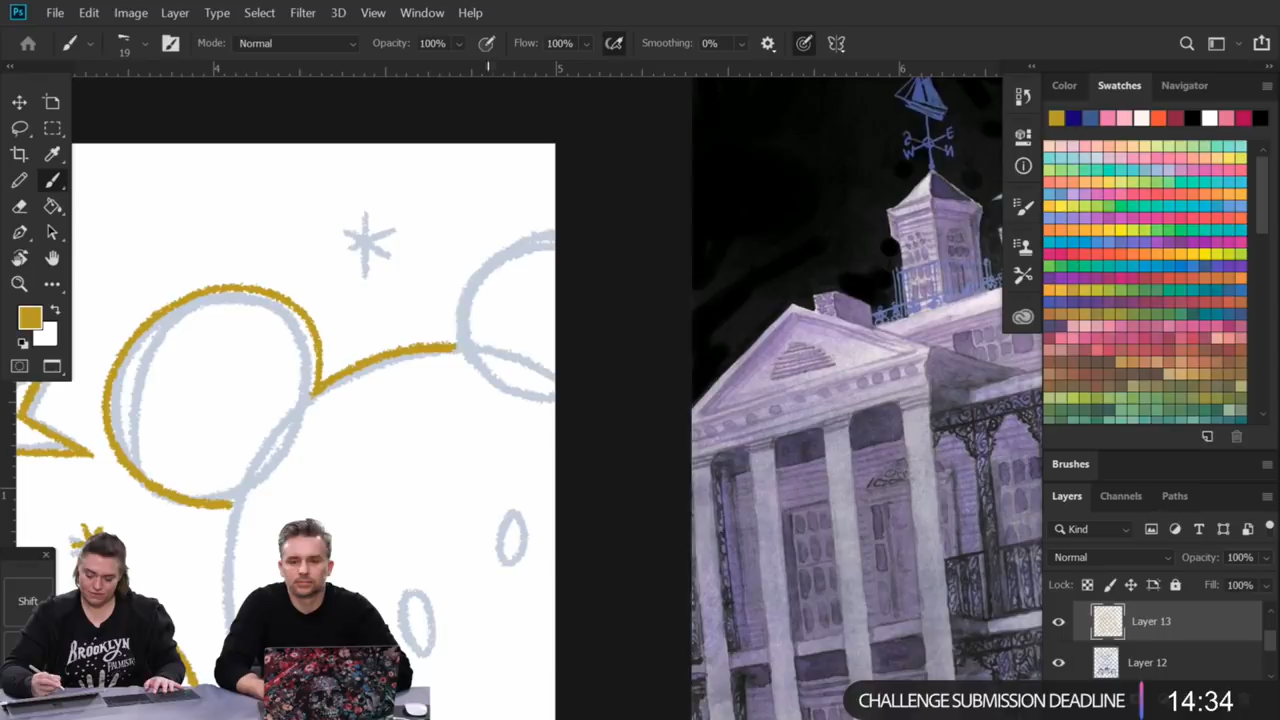 Ps File Edit Image Layer Type Select Filter 3D View Window Help
19 Mode: Normal Opacity: 100% Flow: 100% Smoothing: 0%
4 5 6
Color Swatches Navigator
S E
W N
1
Brushes
Layers Channels Paths
Kind
Normal Opacity: 100%
Lock: Fill: 100%
Shift
Layer 13
BROOKLYN
Layer 12
CHALLENGE SUBMISSION DEADLINE 14:34